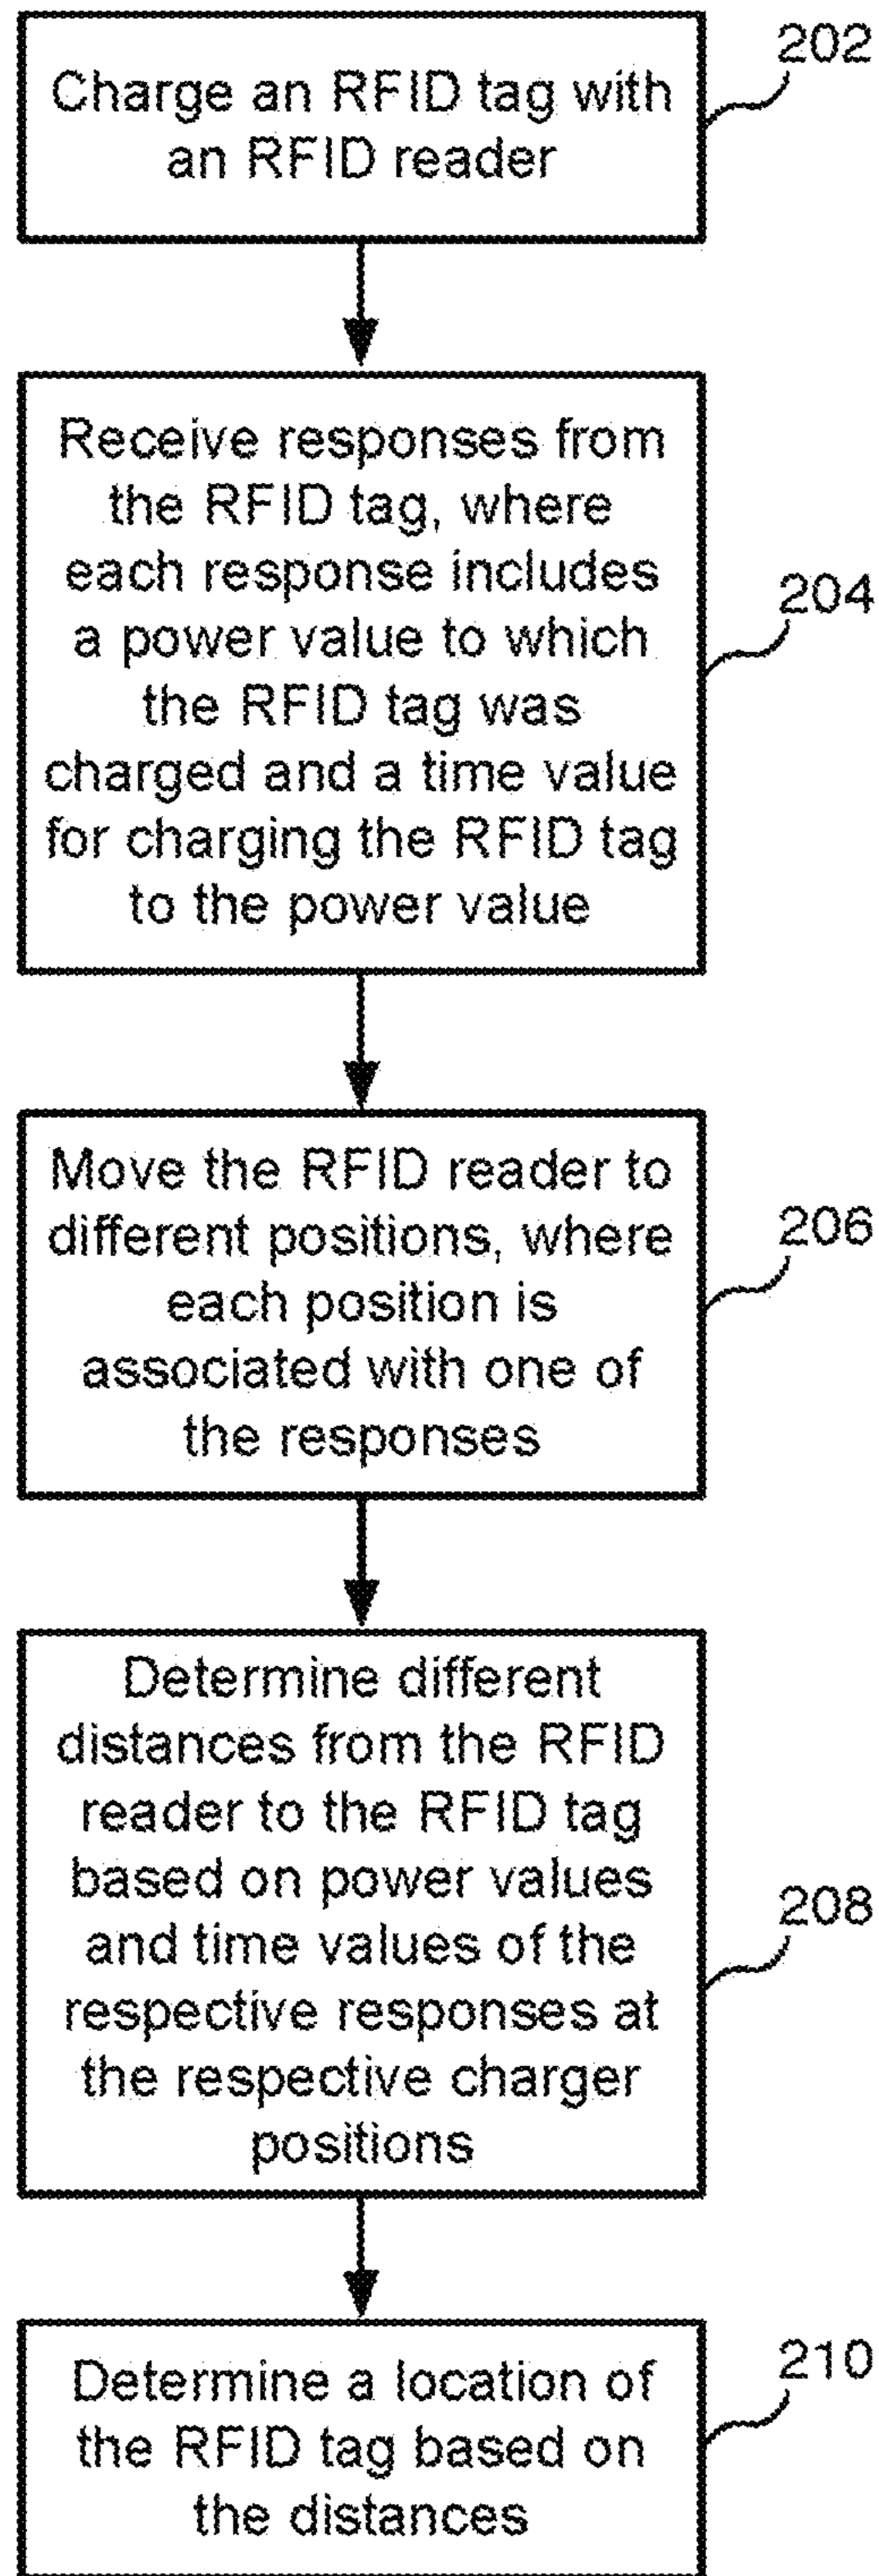 Charge an RFID tag with
an RFID reader
202
Receive responses from
the RFID tag, where
each response includes
a power value to which
the RFID tag was
charged and a time value
for charging the RFID tag
to the power value
204
Move the RFID reader to
different positions, where
each position is
associated with one of
the responses
206
Determine different
distances from the RFID
reader to the RFID tag
based on power values
and time values of the
respective responses at
the respective charger
positions
208
Determine a location of
the RFID tag based on
the distances
210